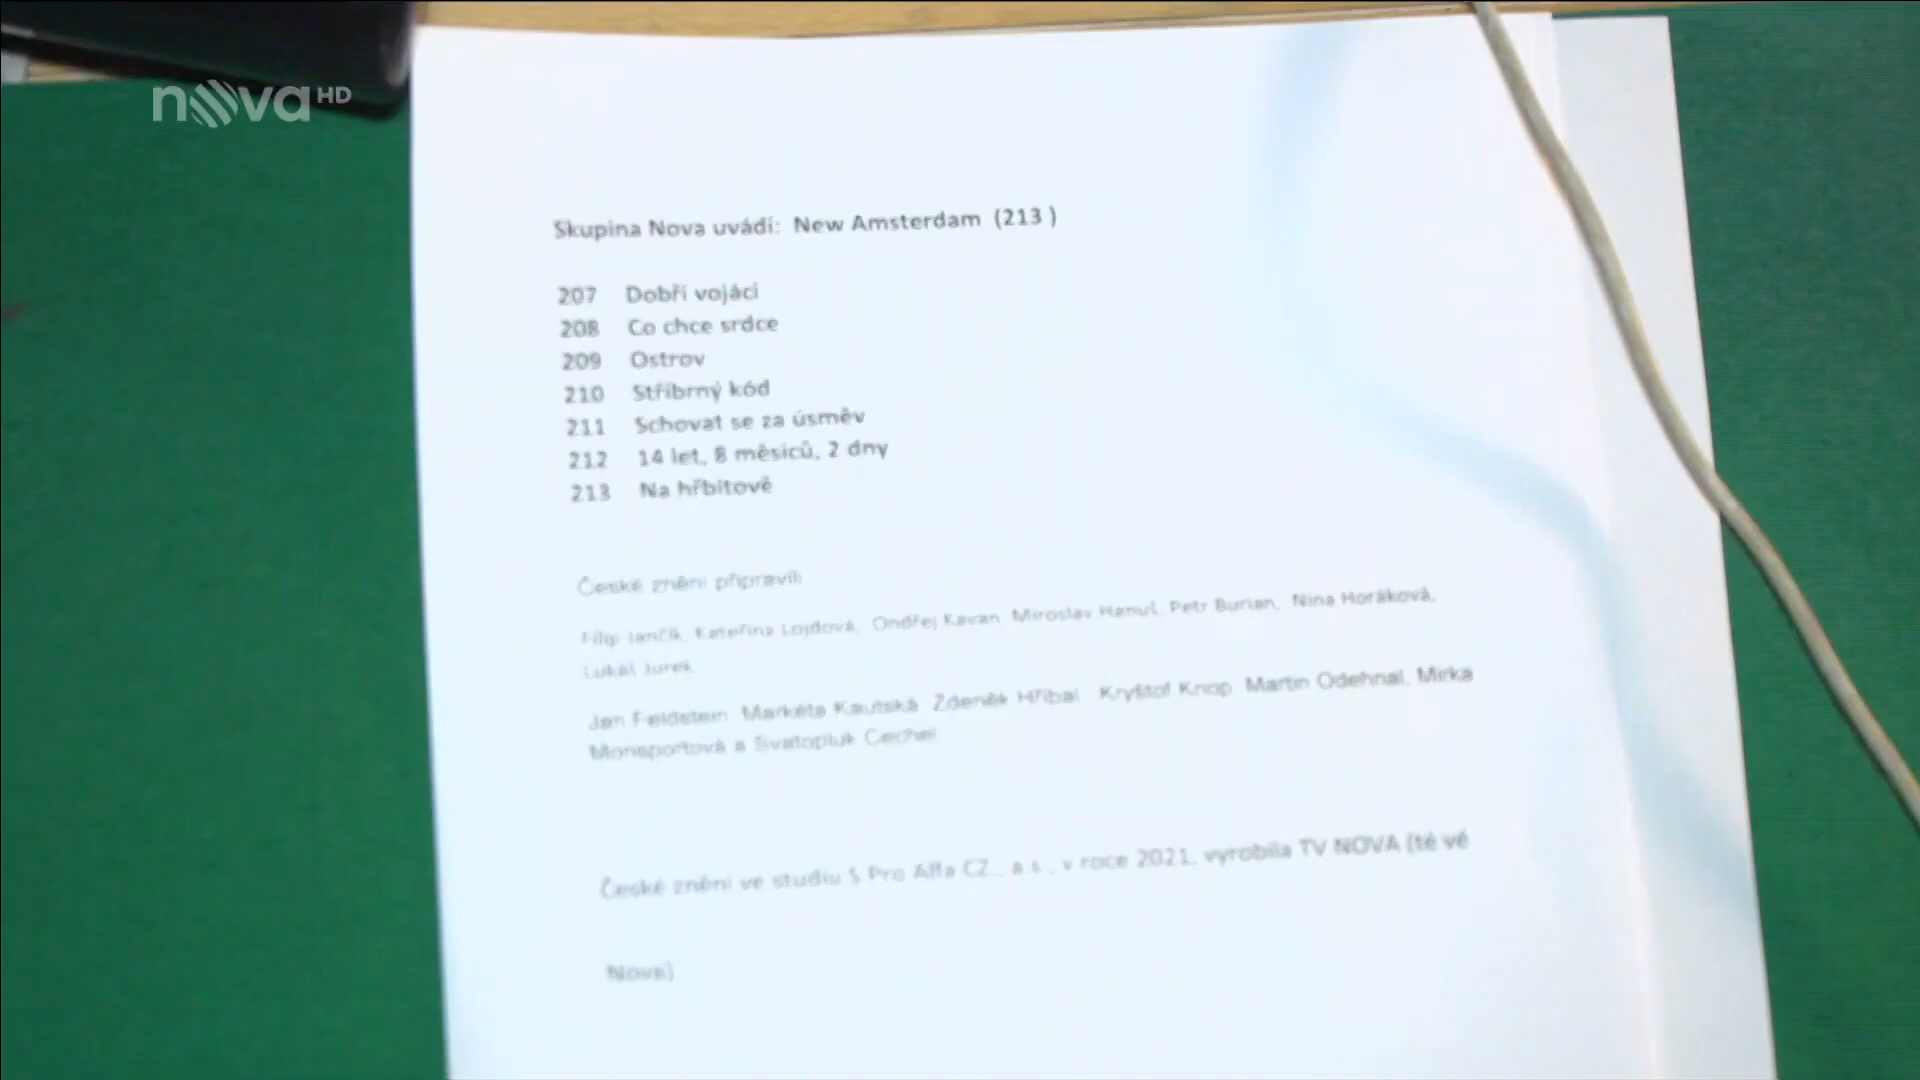 nova HD
Skupina Nova uvádí: New Amsterdam (213 )
207 Dobří vojáci
208 Co chce srdce
209 Ostrov
210 Stříbrný kód
211 Schovat se za úsměv
212 14 let, 8 měsíců, 2 dny
213 Na hřbitově
České znění připravili
Filip Jančík, Kateřina Lojdová, Ondřej Kavan, Miroslav Hanuš, Petr Burian, Nina Horáková,
Lukáš Jurek
Jan Feldstein Markéta Kautská Zdeněk Hříbal Kryštof Knop Martin Odehnal, Mirka
Monsportová a Svatopluk Čechel
České znění ve studiu S Pro Alfa CZ., a.s., v roce 2021, vyrobila TV NOVA (té vé
Nova)